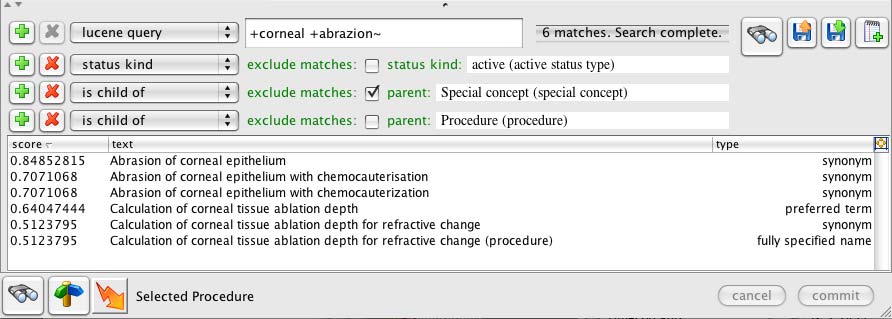 lucene query +corneal +abrazion~ 6 matches. Search complete.
status kind exclude matches: status kind: active (active status type)
is child of exclude matches: parent: Special concept (special concept)
is child of exclude matches: parent: Procedure (procedure)
score text type
0.84852815 Abrasion of corneal epithelium synonym
0.7071068 Abrasion of corneal epithelium with chemocauterisation synonym
0.7071068 Abrasion of corneal epithelium with chemocauterization synonym
0.64047444 Calculation of corneal tissue ablation depth preferred term
0.5123795 Calculation of corneal tissue ablation depth for refractive change synonym
0.5123795 Calculation of corneal tissue ablation depth for refractive change (procedure) fully specified name
Selected Procedure cancel commit